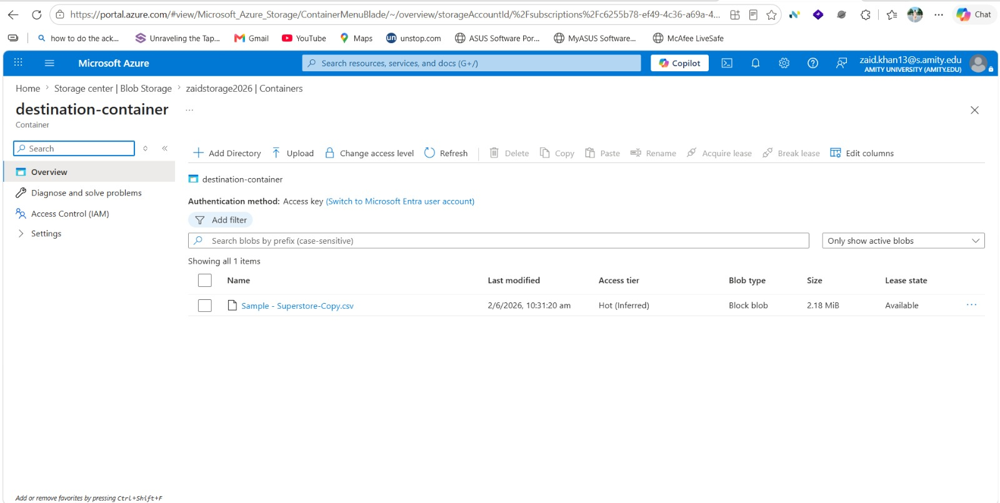 https://portal.azure.com/#view/Microsoft_Azure_Storage/ContainerMenuBlade/~/overview/storageAccountId/%2Fsubscriptions%2Fc6255b78-ef49-4c36-a69a-4...
Chat
how to do the ack...
Unraveling the Tap...
Gmail
YouTube
Maps
un unstop.com
ASUS Software Por...
MyASUS Software...
McAfee LiveSafe
Microsoft Azure
Search resources, services, and docs (G+/)
Copilot
zaid.khan13@s.amity.edu
AMITY UNIVERSITY (AMITY.EDU)
Home > Storage center | Blob Storage > zaidstorage2026 | Containers
destination-container ...
Container
Search
Overview
Diagnose and solve problems
Access Control (IAM)
Settings
Add Directory Upload Change access level Refresh Delete Copy Paste Rename Acquire lease Break lease Edit columns
destination-container
Authentication method: Access key (Switch to Microsoft Entra user account)
Add filter
Search blobs by prefix (case-sensitive)
Only show active blobs
Showing all 1 items
Name Last modified Access tier Blob type Size Lease state
Sample - Superstore-Copy.csv 2/6/2026, 10:31:20 am Hot (Inferred) Block blob 2.18 MiB Available ...
Add or remove favorites by pressing Ctrl+Shift+F